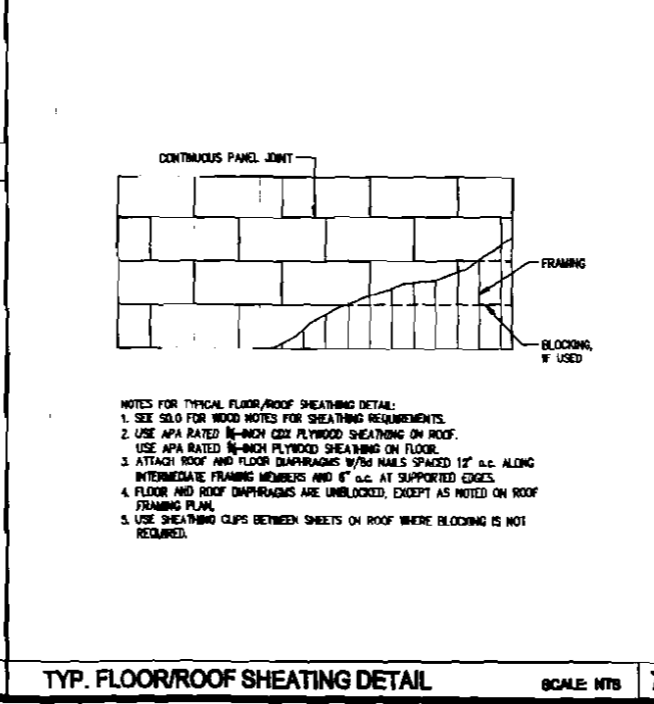 CONTINUOUS PANEL JOINT
FRAMING
BLOCKING,
IF USED
NOTES FOR TYPICAL FLOOR/ROOF SHEATHING DETAIL:
1. SEE S0.0 FOR WOOD NOTES FOR SHEATHING REQUIREMENTS.
2. USE APA RATED -INCH CDX PLYWOOD SHEATHING ON ROOF.
USE APA RATED -INCH PLYWOOD SHEATHING ON FLOOR.
3. ATTACH ROOF AND FLOOR DIAPHRAGMS W/8d NAILS SPACED 12" o.c. ALONG
INTERMEDIATE FRAMING MEMBERS AND 6" o.c. AT SUPPORTED EDGES.
4. FLOOR AND ROOF DIAPHRAGMS ARE UNBLOCKED, EXCEPT AS NOTED ON ROOF
FRAMING PLAN.
5. USE SHEATHING CLIPS BETWEEN SHEETS ON ROOF WHERE BLOCKING IS NOT
REQUIRED.
TYP. FLOOR/ROOF SHEATING DETAIL
SCALE: NTS